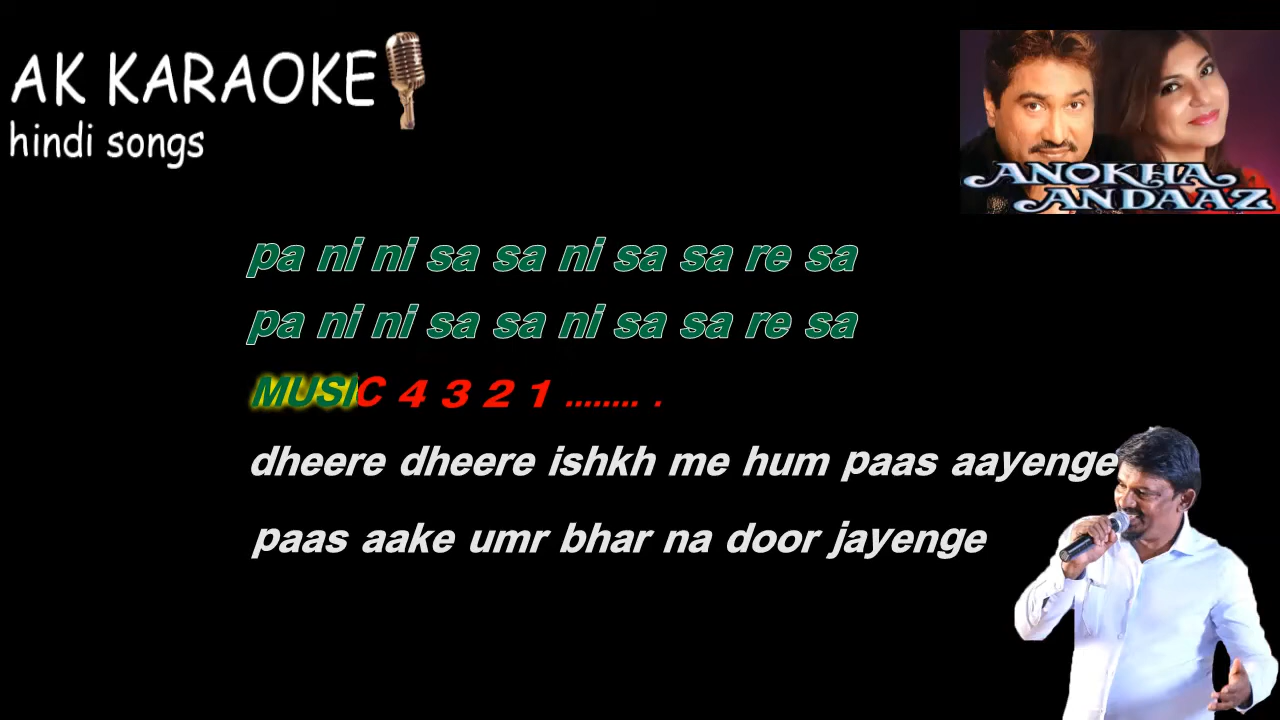 AK KARAOKE
hindi songs
ANOKHA
ANDAAZ
pa ni ni sa sa ni sa sa re sa
pa ni ni sa sa ni sa sa re sa
MUSIC 4 3 2 1 ........ .
dheere dheere ishkh me hum paas aayenge
paas aake umr bhar na door jayenge